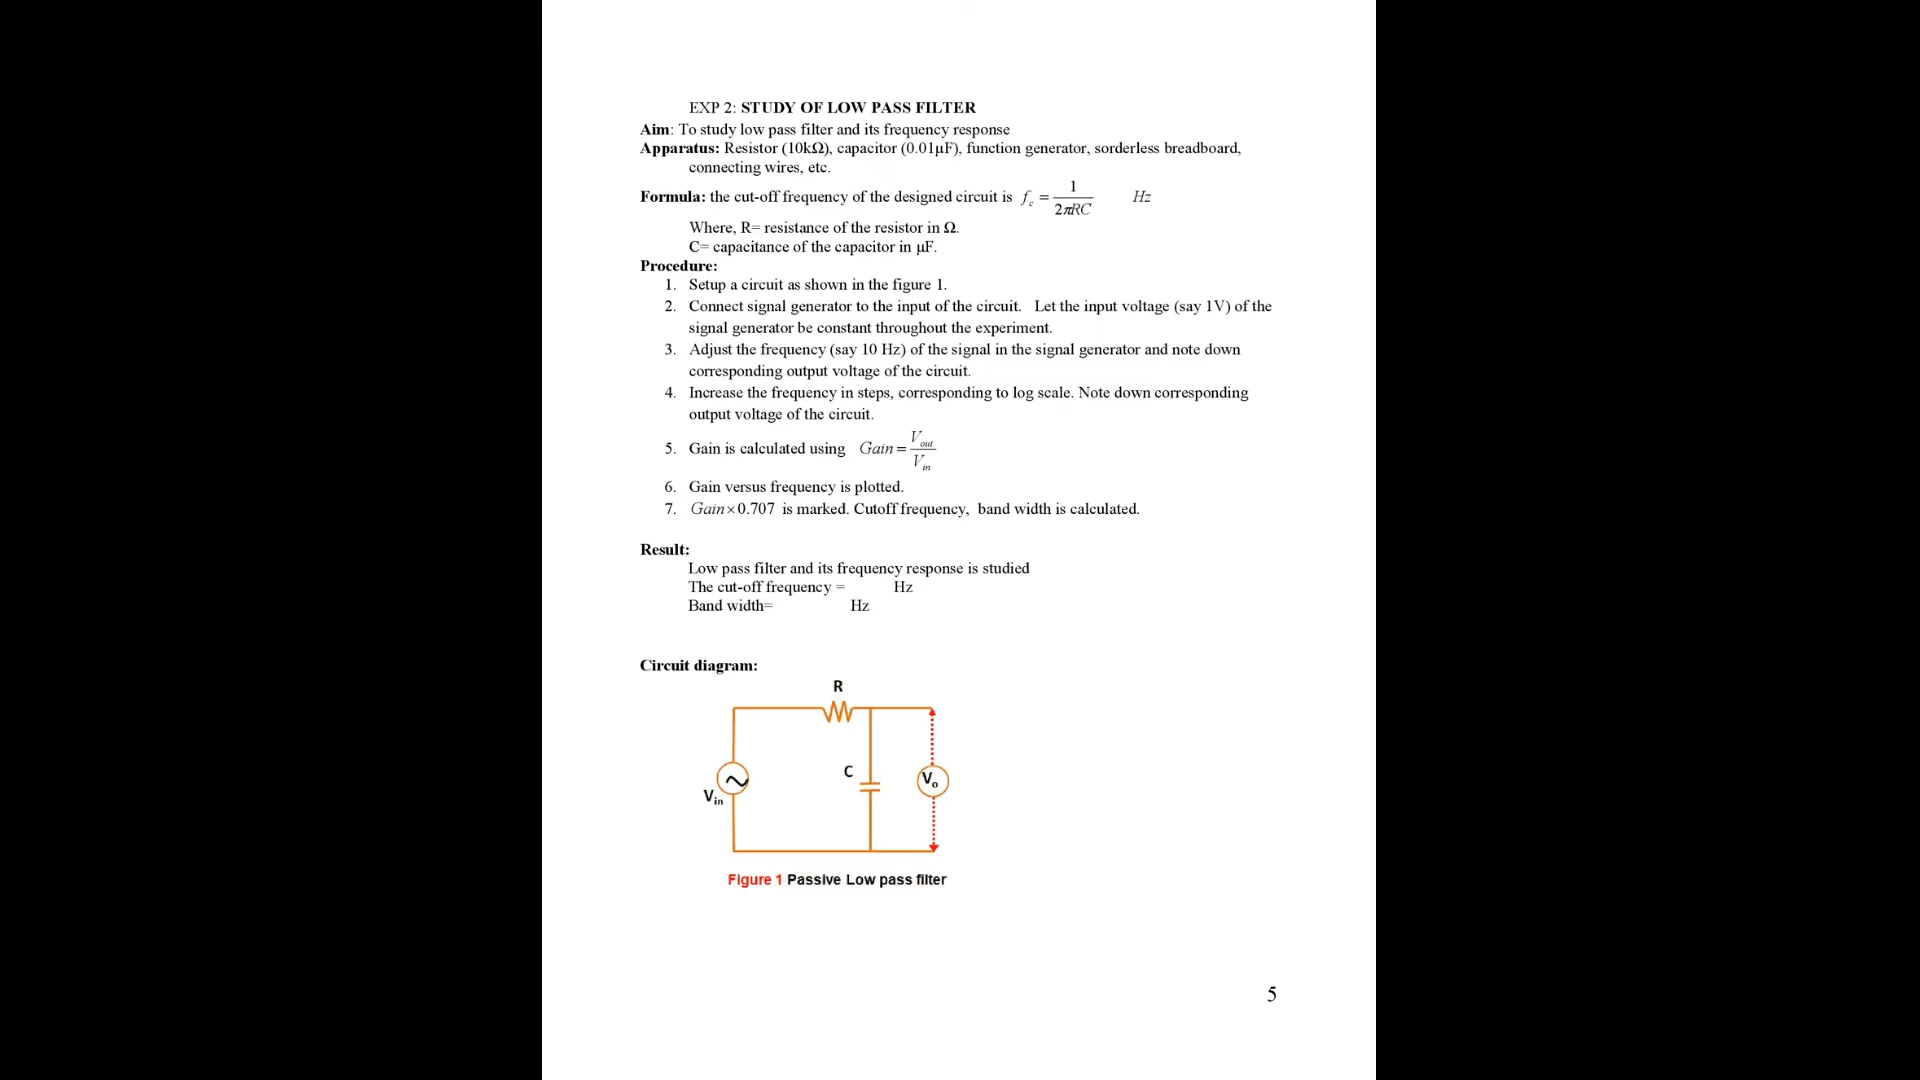 EXP 2: STUDY OF LOW PASS FILTER
Aim: To study low pass filter and its frequency response
Apparatus: Resistor (10kΩ), capacitor (0.01µF), function generator, sorderless breadboard,
connecting wires, etc.
Formula: the cut-off frequency of the designed circuit is f_c = 1/2πRC Hz
Where, R= resistance of the resistor in Ω.
C= capacitance of the capacitor in µF.
Procedure:
1. Setup a circuit as shown in the figure 1.
2. Connect signal generator to the input of the circuit. Let the input voltage (say 1V) of the
signal generator be constant throughout the experiment.
3. Adjust the frequency (say 10 Hz) of the signal in the signal generator and note down
corresponding output voltage of the circuit.
4. Increase the frequency in steps, corresponding to log scale. Note down corresponding
output voltage of the circuit.
5. Gain is calculated using Gain = V_out/V_in
6. Gain versus frequency is plotted.
7. Gain×0.707 is marked. Cutoff frequency, band width is calculated.
Result:
Low pass filter and its frequency response is studied
The cut-off frequency = Hz
Band width= Hz
Circuit diagram:
R
C
V_o
V_in
Figure 1 Passive Low pass filter
5